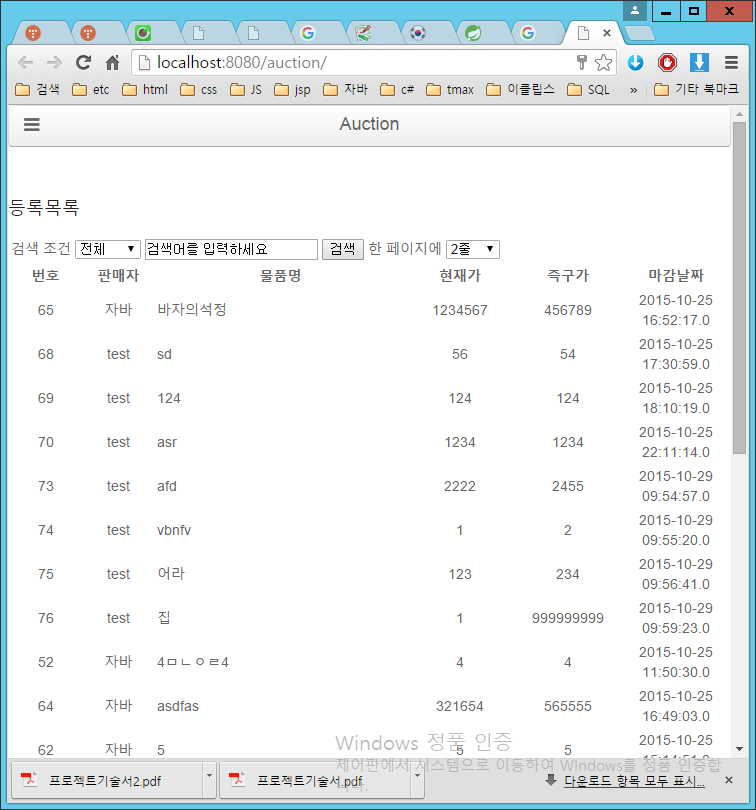 localhost:8080/auction/
검색 etc html css JS jsp 자바 c# tmax 이클립스 SQL » 기타 북마크
Auction
등록목록
검색 조건 전체 검색어를 입력하세요 검색 한 페이지에 2줄
번호 판매자 물품명 현재가 즉구가 마감날짜
65 자바 바자의석정 1234567 456789 2015-10-25
16:52:17.0
68 test sd 56 54 2015-10-25
17:30:59.0
69 test 124 124 124 2015-10-25
18:10:19.0
70 test asr 1234 1234 2015-10-25
22:11:14.0
73 test afd 2222 2455 2015-10-29
09:54:57.0
74 test vbnfv 1 2 2015-10-29
09:55:20.0
75 test 어라 123 234 2015-10-29
09:56:41.0
76 test 집 1 999999999 2015-10-29
09:59:23.0
52 자바 4ㅁㄴㅇㄹ4 4 4 2015-10-25
11:50:30.0
64 자바 asdfas 321654 565555 2015-10-25
16:49:03.0
62 자바 5 5 5 2015-10-25
Windows 정품 인증
제어판에서 시스템으로 이동하여 Windows를 정품 인증합
니다.
프로젝트기술서2.pdf 프로젝트기술서.pdf 다운로드 항목 모두 표시...